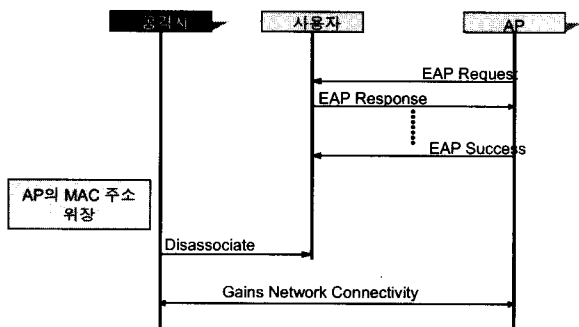 공격자
사용자
AP
EAP Request
EAP Response
EAP Success
AP의 MAC 주소
위장
Disassociate
Gains Network Connectivity